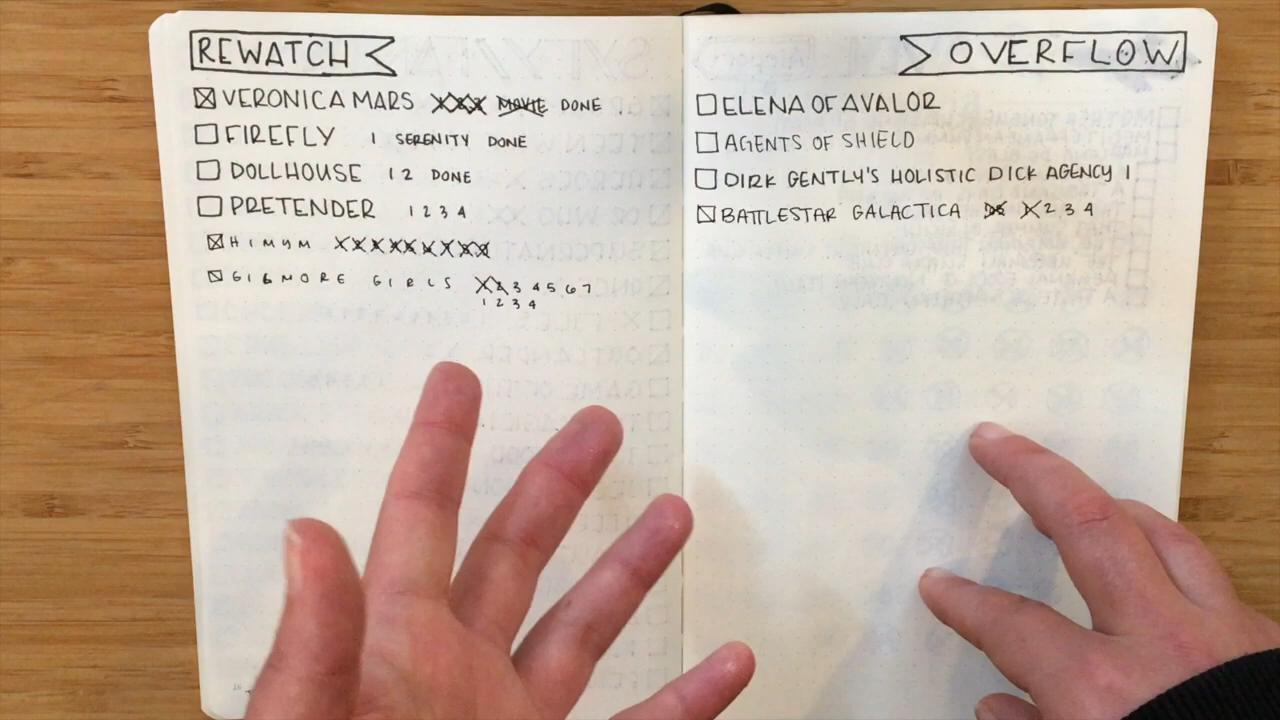 REWATCH
VERONICA MARS XXX MOVIE DONE
FIREFLY 1 SERENITY DONE
DOLLHOUSE 1 2 DONE
PRETENDER 1 2 3 4
HIMYM
GILMORE GIRLS 1 2 3 4 5 6 7
1 2 3 4
OVERFLOW
ELENA OF AVALOR
AGENTS OF SHIELD
DIRK GENTLY'S HOLISTIC DICK AGENCY 1
BATTLESTAR GALACTICA X 2 3 4